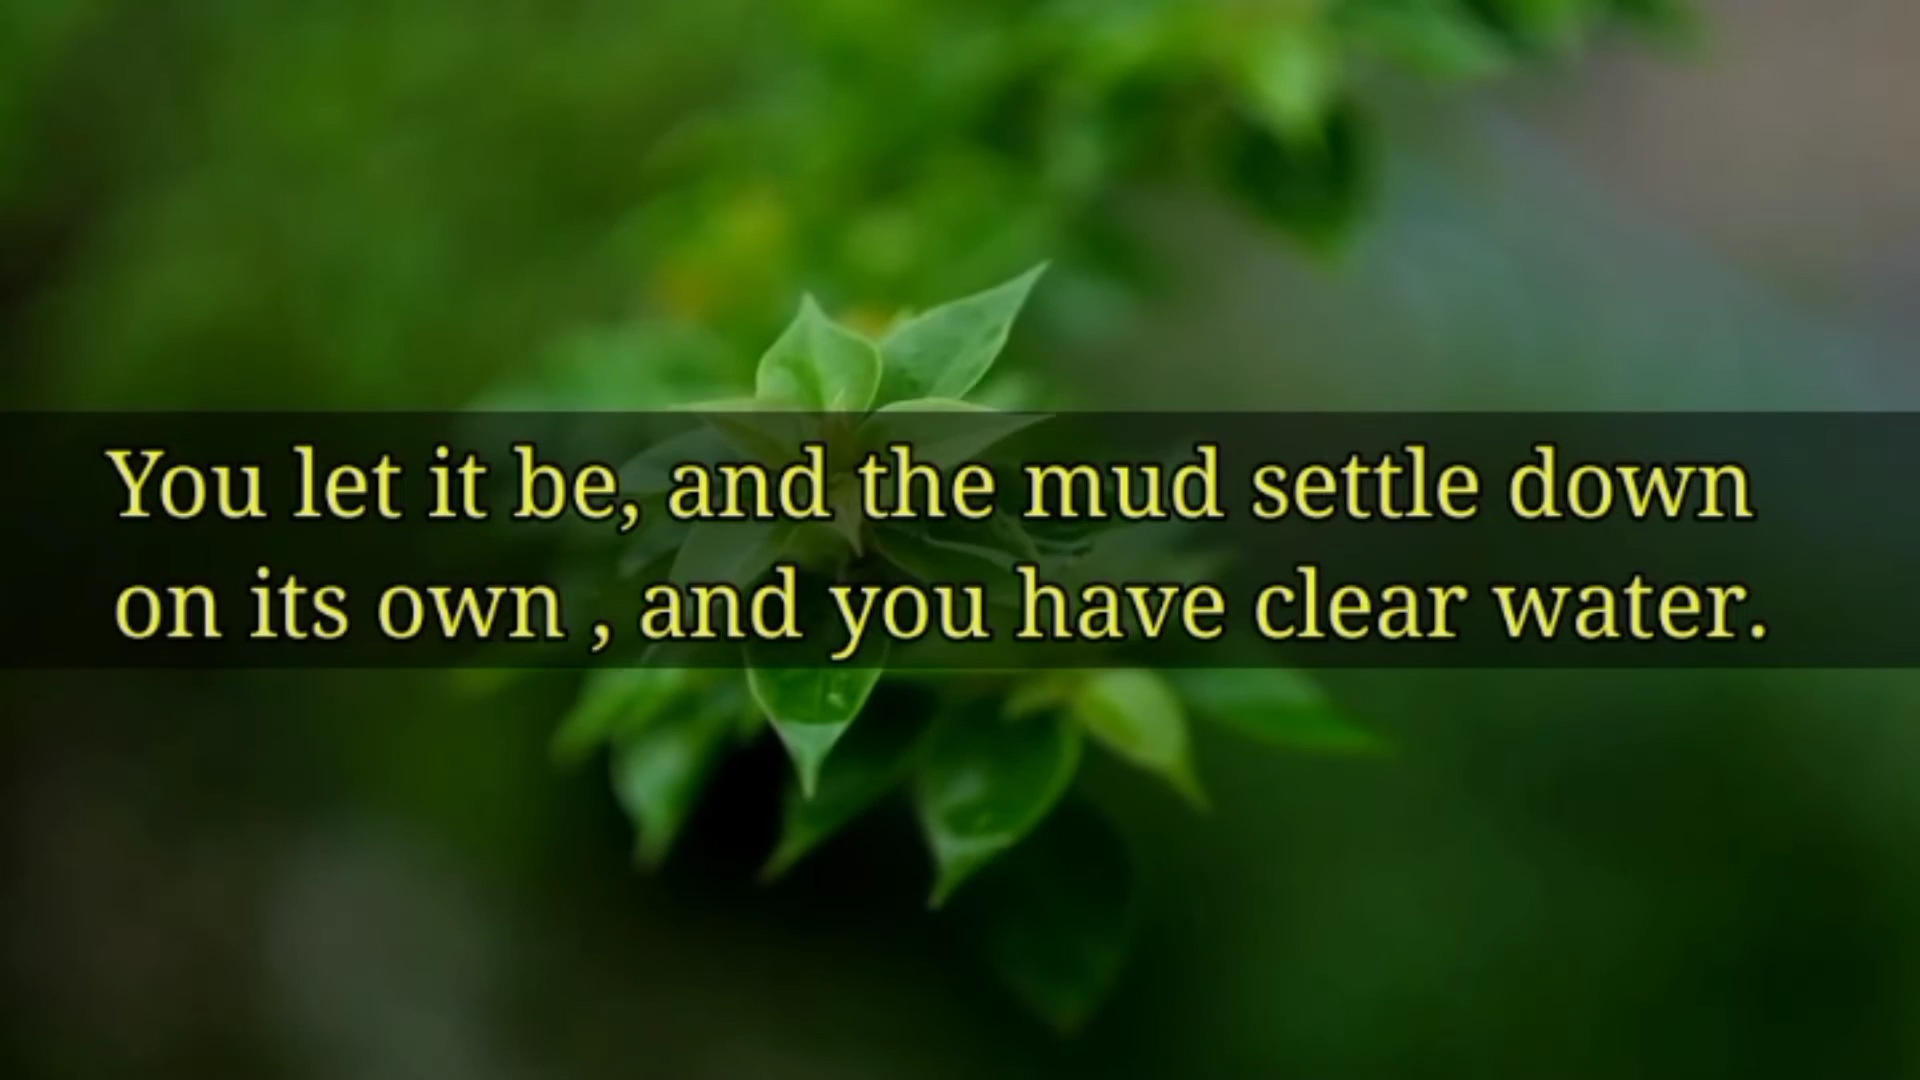 You let it be, and the mud settle down
on its own , and you have clear water.